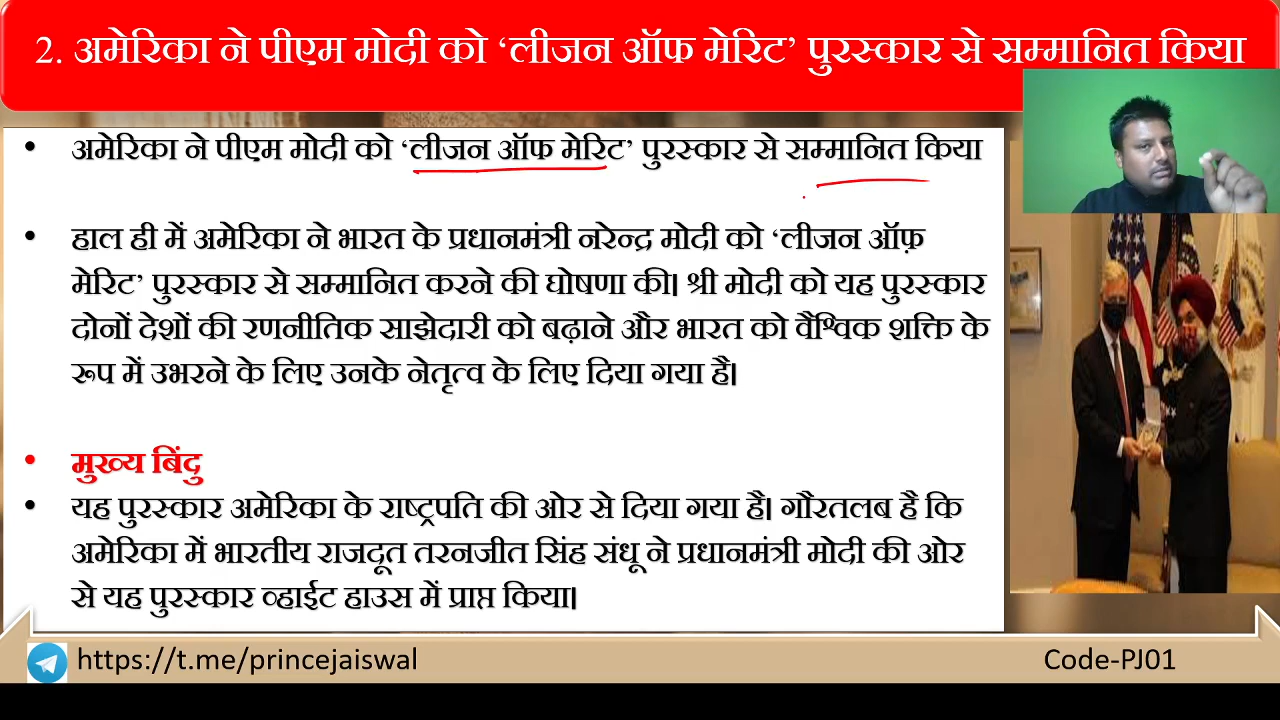 2. अमेरिका ने पीएम मोदी को ‘लीजन ऑफ मेरिट’ पुरस्कार से सम्मानित किया
• अमेरिका ने पीएम मोदी को ‘लीजन ऑफ मेरिट’ पुरस्कार से सम्मानित किया
• हाल ही में अमेरिका ने भारत के प्रधानमंत्री नरेन्द्र मोदी को ‘लीजन ऑफ़
मेरिट’ पुरस्कार से सम्मानित करने की घोषणा की। श्री मोदी को यह पुरस्कार
दोनों देशों की रणनीतिक साझेदारी को बढ़ाने और भारत को वैश्विक शक्ति के
रूप में उभरने के लिए उनके नेतृत्व के लिए दिया गया है।
• मुख्य बिंदु
• यह पुरस्कार अमेरिका के राष्ट्रपति की ओर से दिया गया है। गौरतलब है कि
अमेरिका में भारतीय राजदूत तरनजीत सिंह संधू ने प्रधानमंत्री मोदी की ओर
से यह पुरस्कार व्हाईट हाउस में प्राप्त किया।
https://t.me/princejaiswal
Code-PJ01